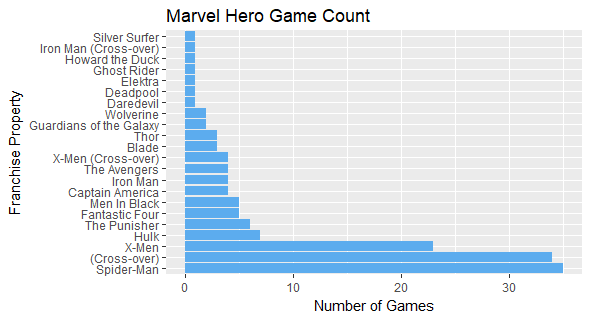 Marvel Hero Game Count
Silver Surfer
Iron Man (Cross-over)
Howard the Duck
Ghost Rider
Elektra
Deadpool
Daredevil
Wolverine
Guardians of the Galaxy
Thor
Blade
X-Men (Cross-over)
The Avengers
Iron Man
Captain America
Men In Black
Fantastic Four
The Punisher
Hulk
X-Men
(Cross-over)
Spider-Man
Franchise Property
0 10 20 30
Number of Games